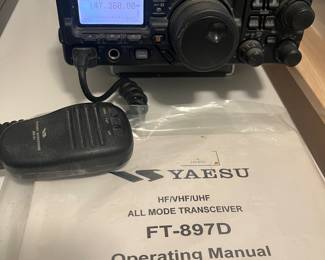 147.360.00
YAESU
HF/VHF/UHF
ALL MODE TRANSCEIVER
FT-897D
Operating Manual